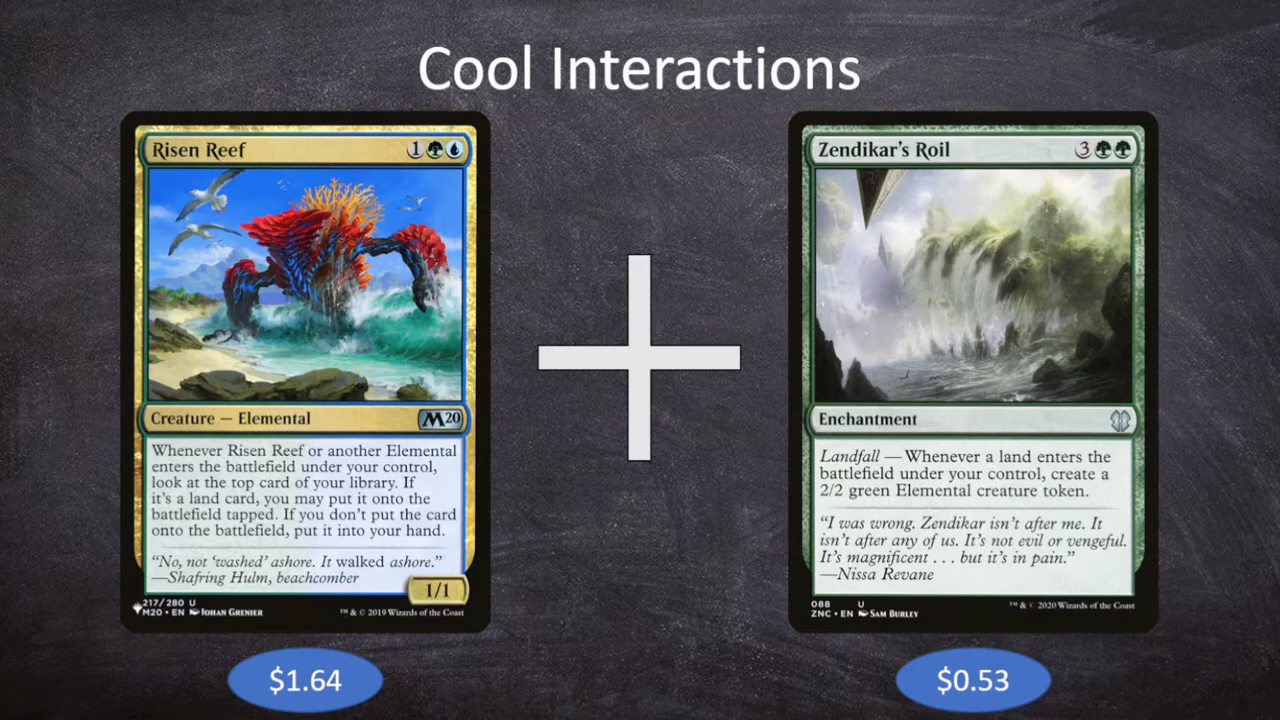 Cool Interactions
Risen Reef
1
Creature — Elemental
M20
Whenever Risen Reef or another Elemental
enters the battlefield under your control,
look at the top card of your library. If
it's a land card, you may put it onto the
battlefield tapped. If you don't put the card
onto the battlefield, put it into your hand.
“No, not ‘washed’ ashore. It walked ashore.”
—Shafring Hulm, beachcomber
1/1
217/280 U
M20 • EN Johan Grenier
™ & © 2019 Wizards of the Coast
$1.64
Zendikar's Roil
3
Enchantment
Landfall — Whenever a land enters the
battlefield under your control, create a
2/2 green Elemental creature token.
“I was wrong. Zendikar isn't after me. It
isn't after any of us. It's not evil or vengeful.
It's magnificent . . . but it's in pain.”
—Nissa Revane
088 U
ZNC • EN Sam Burley
™ & © 2020 Wizards of the Coast
$0.53